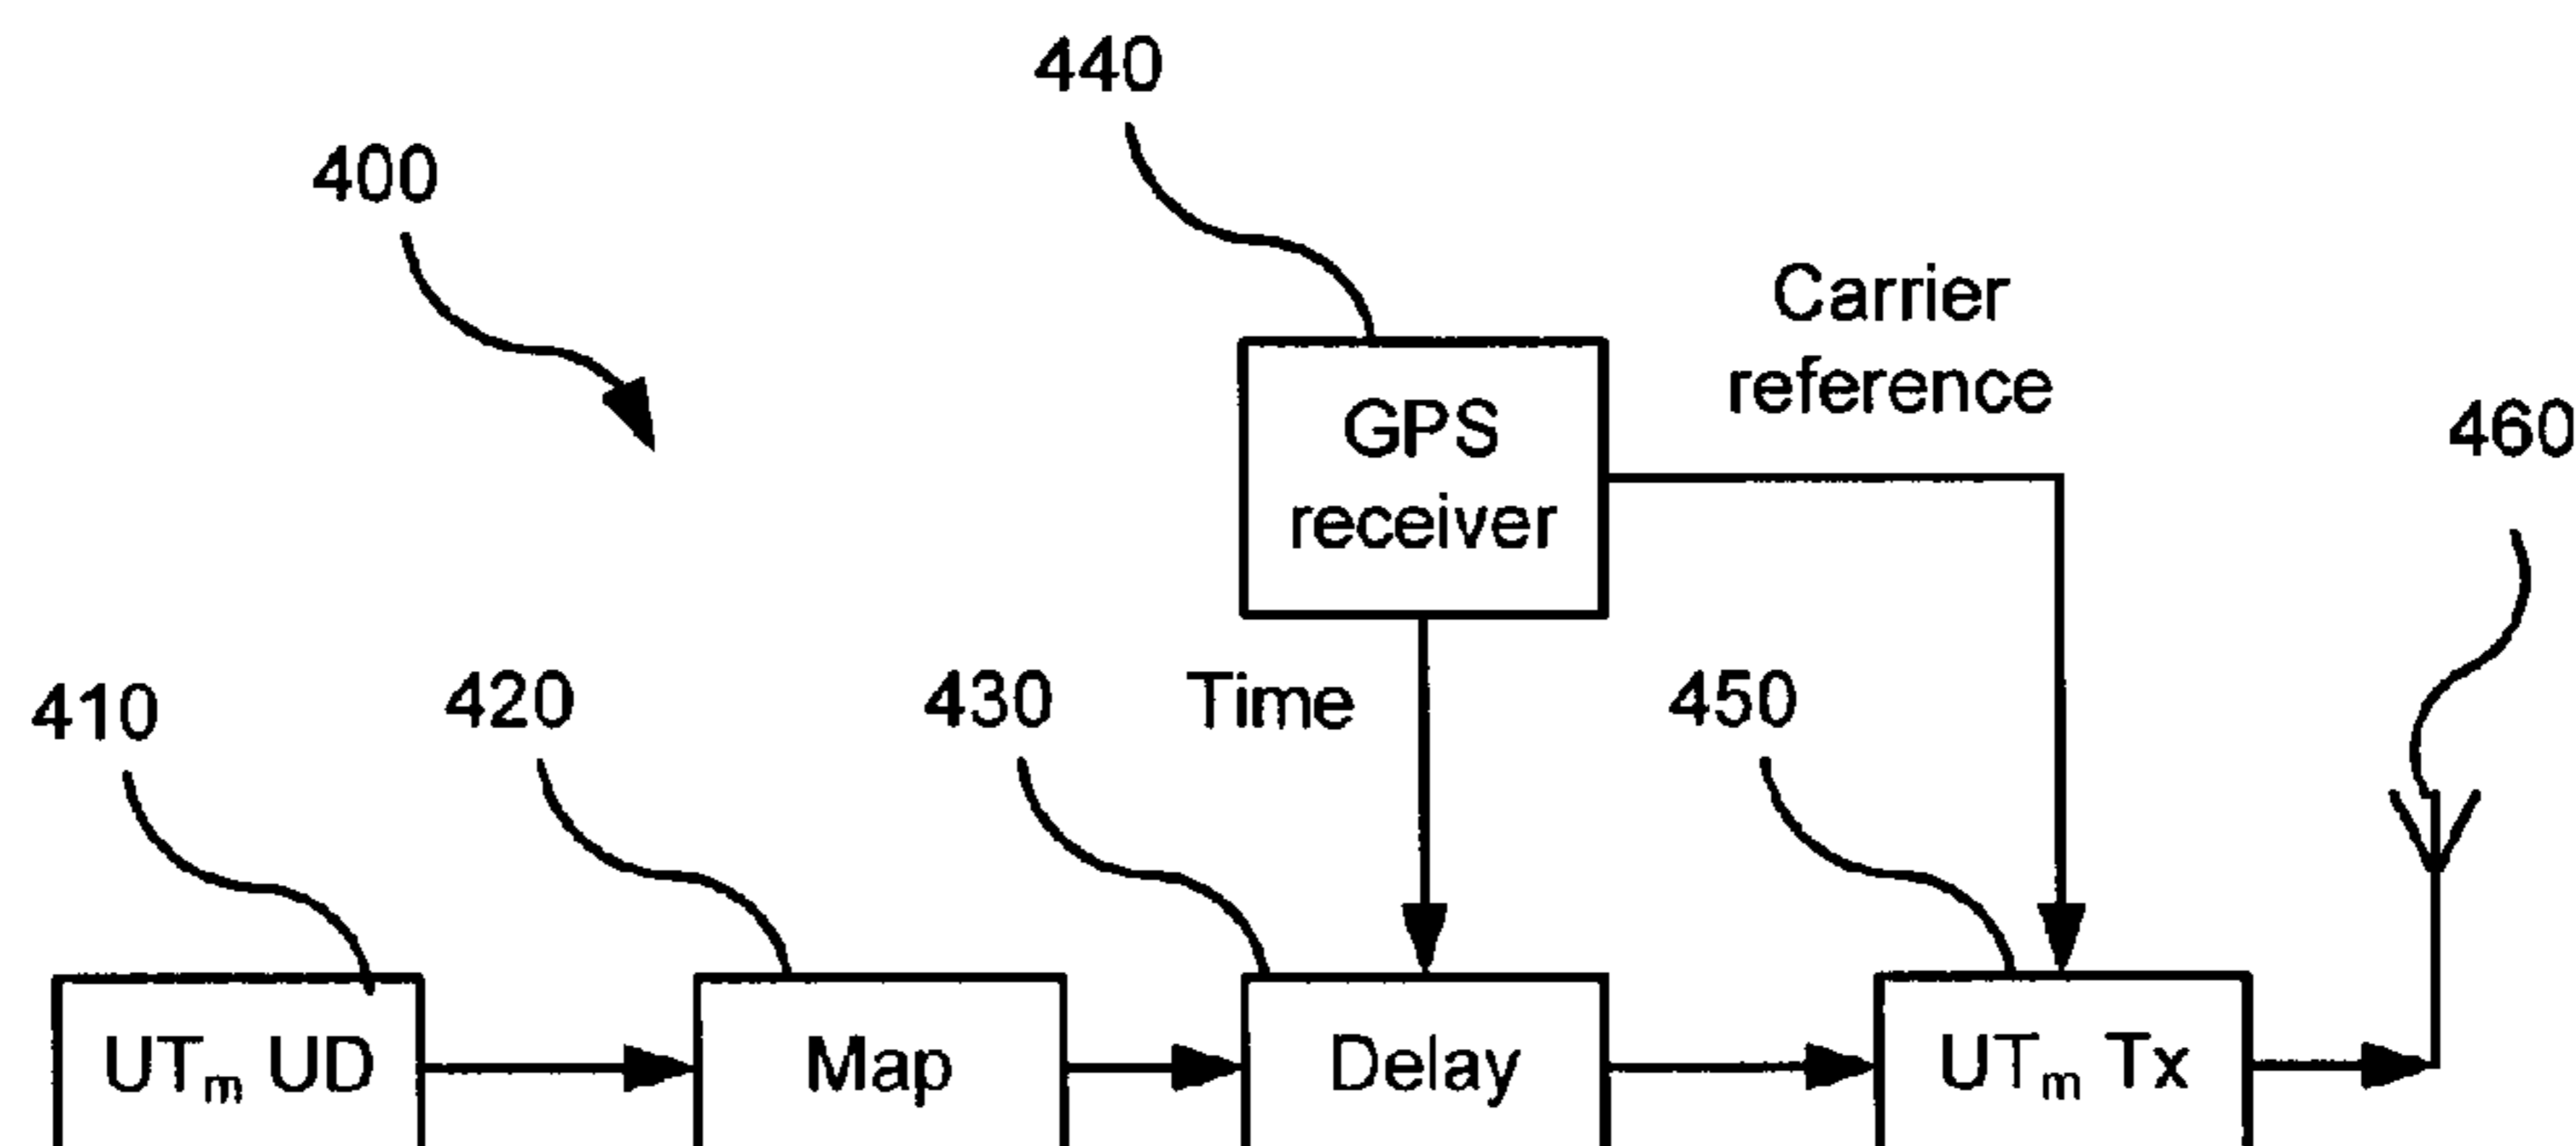 440
400
Carrier
reference
GPS
receiver
460
410
420
430
Time
450
UTm UD
Map
Delay
UTm Tx